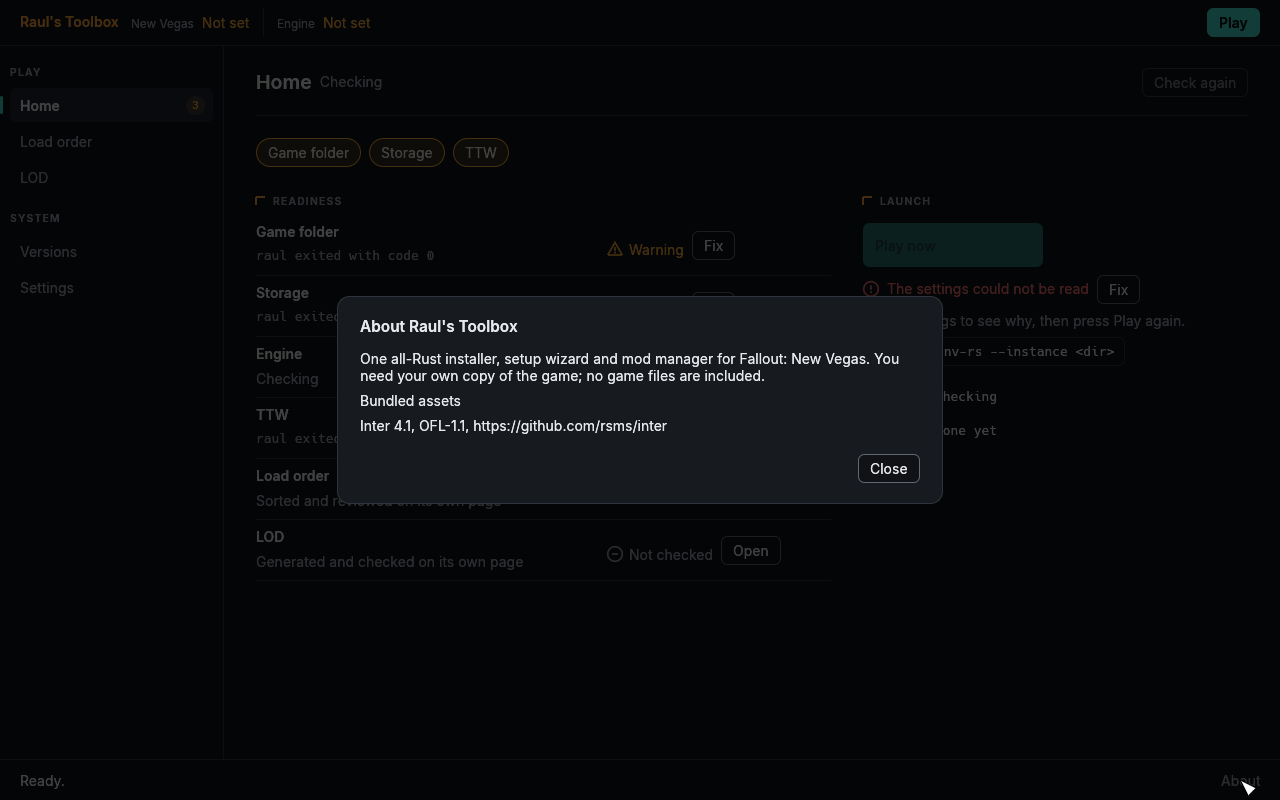 Raul's Toolbox New Vegas Not set Engine Not set Play
PLAY
Home 3
Load order
LOD
SYSTEM
Versions
Settings
Home Checking Check again
Game folder Storage TTW
READINESS
Game folder
raul exited with code 0
Warning Fix
Storage
raul exited
Engine
Checking
TTW
raul exited
Load order
Sorted and reviewed on its own page
LOD
Generated and checked on its own page
Not checked Open
LAUNCH
Play now
The settings could not be read Fix
gs to see why, then press Play again.
nv-rs --instance <dir>
hecking
one yet
About Raul's Toolbox
One all-Rust installer, setup wizard and mod manager for Fallout: New Vegas. You
need your own copy of the game; no game files are included.
Bundled assets
Inter 4.1, OFL-1.1, https://github.com/rsms/inter
Close
Ready. About